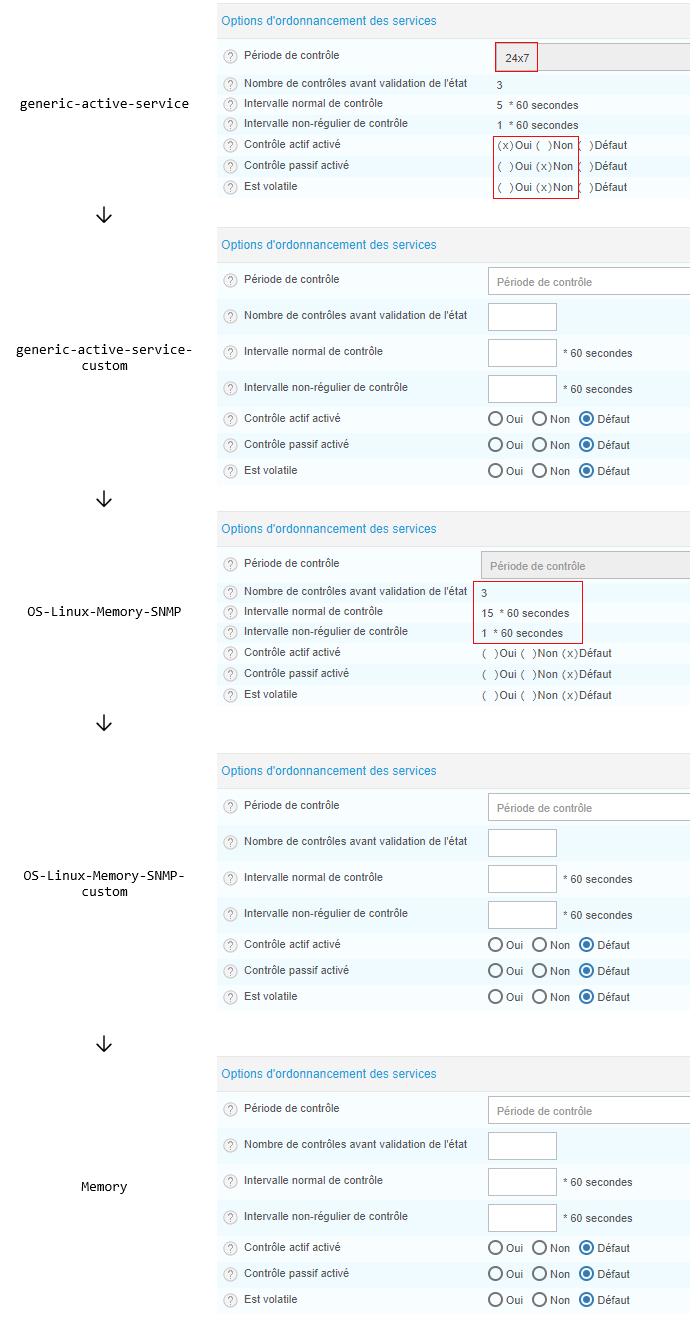 Options d'ordonnancement des services
? Période de contrôle 24x7
? Nombre de contrôles avant validation de l'état 3
generic-active-service
? Intervalle normal de contrôle 5 * 60 secondes
? Intervalle non-régulier de contrôle 1 * 60 secondes
? Contrôle actif activé (x)Oui ( )Non ( )Défaut
? Contrôle passif activé ( )Oui (x)Non ( )Défaut
? Est volatile ( )Oui (x)Non ( )Défaut
Options d'ordonnancement des services
? Période de contrôle Période de contrôle
? Nombre de contrôles avant validation de l'état
generic-active-service-
custom
? Intervalle normal de contrôle * 60 secondes
? Intervalle non-régulier de contrôle * 60 secondes
? Contrôle actif activé Oui Non Défaut
? Contrôle passif activé Oui Non Défaut
? Est volatile Oui Non Défaut
Options d'ordonnancement des services
? Période de contrôle Période de contrôle
? Nombre de contrôles avant validation de l'état 3
OS-Linux-Memory-SNMP
? Intervalle normal de contrôle 15 * 60 secondes
? Intervalle non-régulier de contrôle 1 * 60 secondes
? Contrôle actif activé ( )Oui ( )Non (x)Défaut
? Contrôle passif activé ( )Oui ( )Non (x)Défaut
? Est volatile ( )Oui ( )Non (x)Défaut
Options d'ordonnancement des services
? Période de contrôle Période de contrôle
? Nombre de contrôles avant validation de l'état
OS-Linux-Memory-SNMP-
custom
? Intervalle normal de contrôle * 60 secondes
? Intervalle non-régulier de contrôle * 60 secondes
? Contrôle actif activé Oui Non Défaut
? Contrôle passif activé Oui Non Défaut
? Est volatile Oui Non Défaut
Options d'ordonnancement des services
? Période de contrôle Période de contrôle
? Nombre de contrôles avant validation de l'état
Memory
? Intervalle normal de contrôle * 60 secondes
? Intervalle non-régulier de contrôle * 60 secondes
? Contrôle actif activé Oui Non Défaut
? Contrôle passif activé Oui Non Défaut
? Est volatile Oui Non Défaut